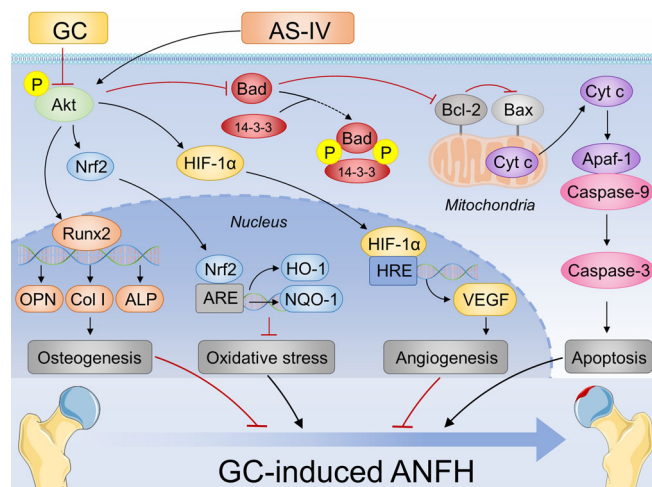 GC
AS-IV
P
Akt
Bad
14-3-3
Bad
P
P
14-3-3
Bcl-2
Bax
Cyt c
Mitochondria
Cyt c
Apaf-1
Caspase-9
Caspase-3
Nrf2
HIF-1α
Nucleus
Runx2
OPN
Col I
ALP
Nrf2
ARE
HO-1
NQO-1
HIF-1α
HRE
VEGF
Osteogenesis
Oxidative stress
Angiogenesis
Apoptosis
GC-induced ANFH